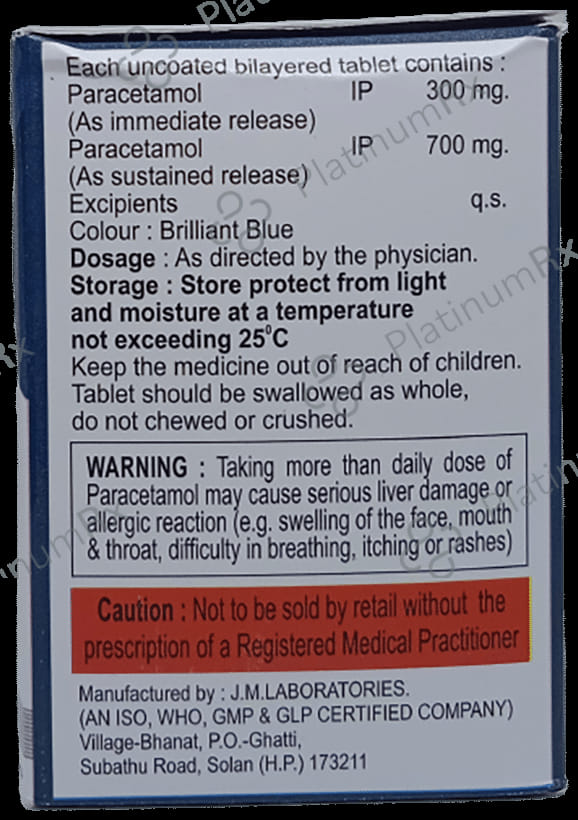 Each uncoated bilayered tablet contains :
Paracetamol IP 300 mg.
(As immediate release)
Paracetamol IP 700 mg.
(As sustained release)
Excipients q.s.
Colour : Brilliant Blue
Dosage : As directed by the physician.
Storage : Store protect from light
and moisture at a temperature
not exceeding 25⁰C
Keep the medicine out of reach of children.
Tablet should be swallowed as whole,
do not chewed or crushed.
WARNING : Taking more than daily dose of
Paracetamol may cause serious liver damage or
allergic reaction (e.g. swelling of the face, mouth
& throat, difficulty in breathing, itching or rashes)
Caution : Not to be sold by retail without the
prescription of a Registered Medical Practitioner
Manufactured by : J.M.LABORATORIES.
(AN ISO, WHO, GMP & GLP CERTIFIED COMPANY)
Village-Bhanat, P.O.-Ghatti,
Subathu Road, Solan (H.P.) 173211
PlatinumRx
PlatinumRx